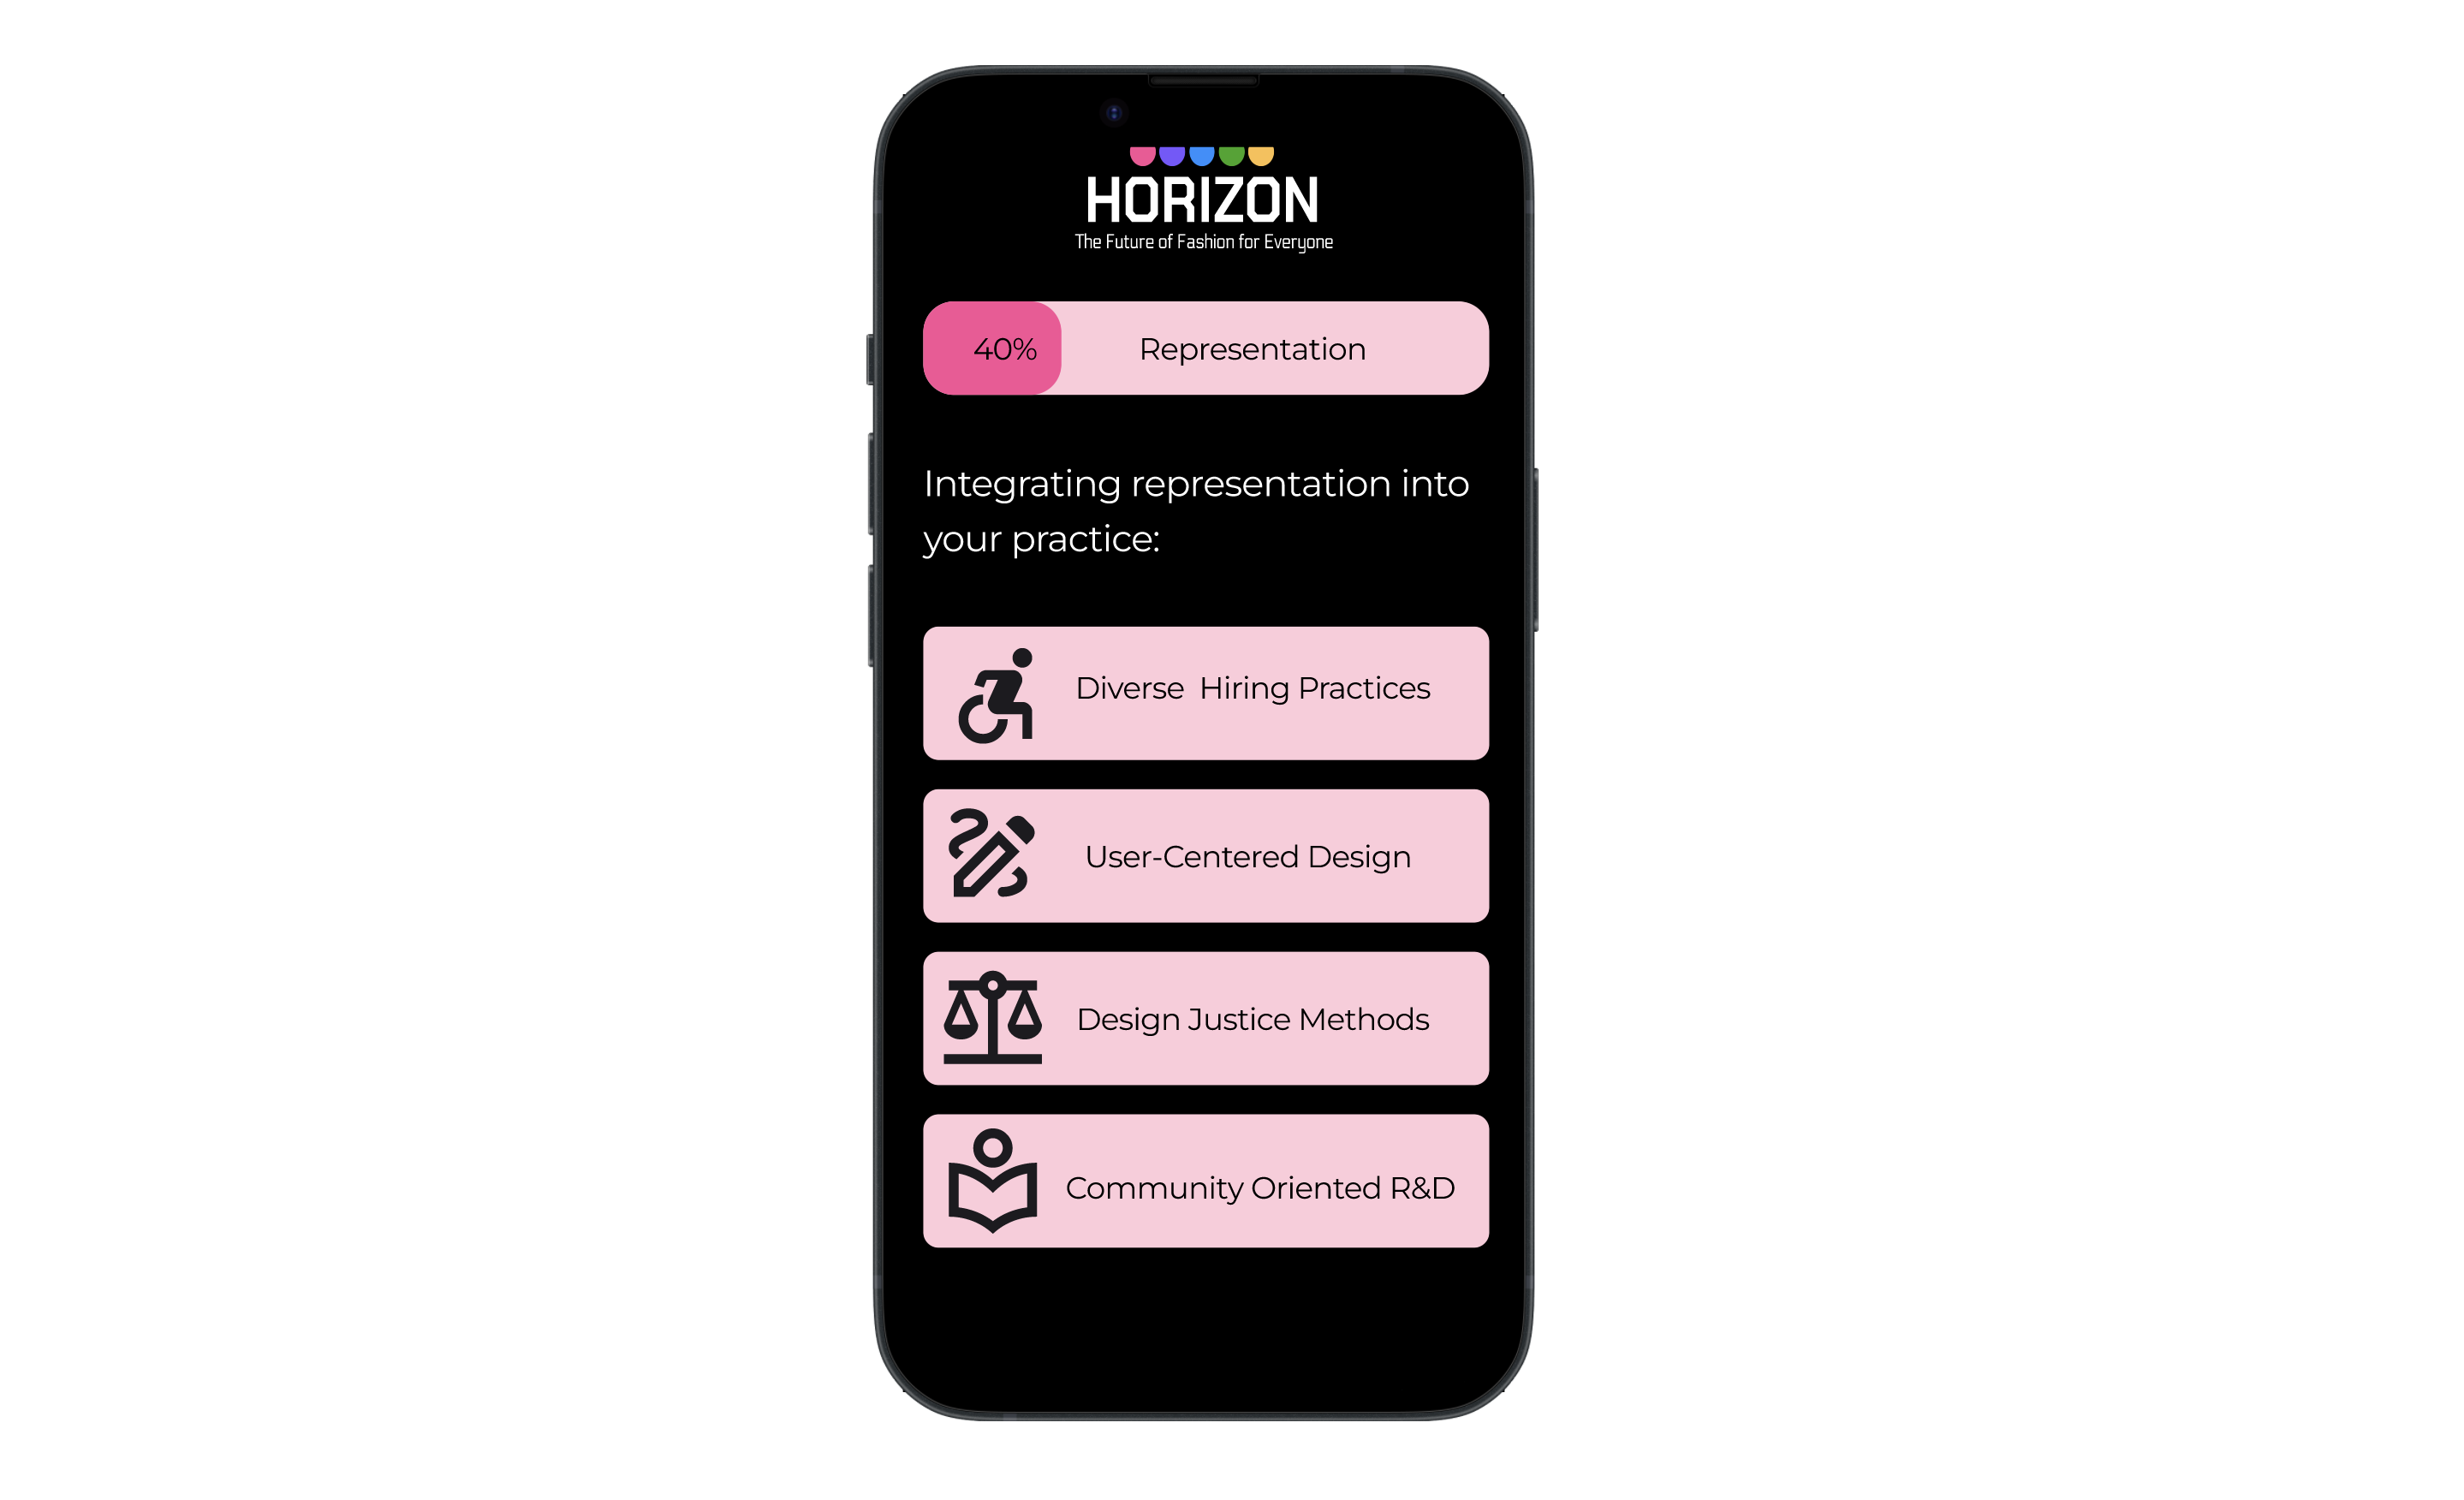 HORIZON
The Future of Fashion for Everyone
40% Representation
Integrating representation into
your practice:
Diverse  Hiring Practices
User-Centered Design
Design Justice Methods
Community Oriented R&D